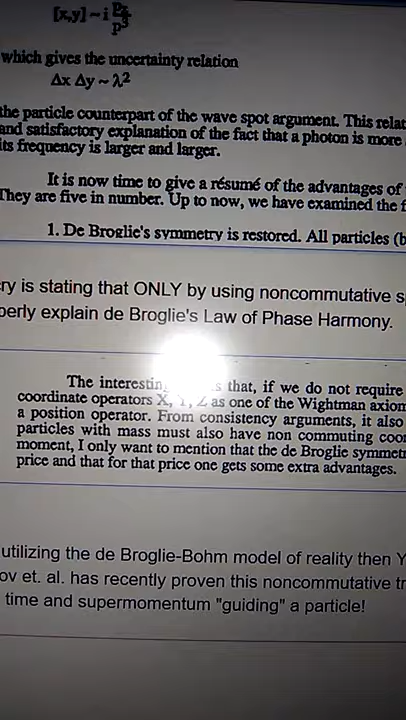 [x,y] ~ i pz/p³
which gives the uncertainty relation
Δx Δy ~ λ²
the particle counterpart of the wave spot argument. This relat
and satisfactory explanation of the fact that a photon is more
its frequency is larger and larger.
It is now time to give a résumé of the advantages of
They are five in number. Up to now, we have examined the f
1. De Broglie's symmetry is restored. All particles (b
ry is stating that ONLY by using noncommutative s
perly explain de Broglie's Law of Phase Harmony.
The interestin s that, if we do not require
coordinate operators X, Y, Z as one of the Wightman axiom
a position operator. From consistency arguments, it also
particles with mass must also have non commuting coor
moment, I only want to mention that the de Broglie symmetr
price and that for that price one gets some extra advantages.
utilizing the de Broglie-Bohm model of reality then Y
ov et. al. has recently proven this noncommutative tr
time and supermomentum "guiding" a particle!